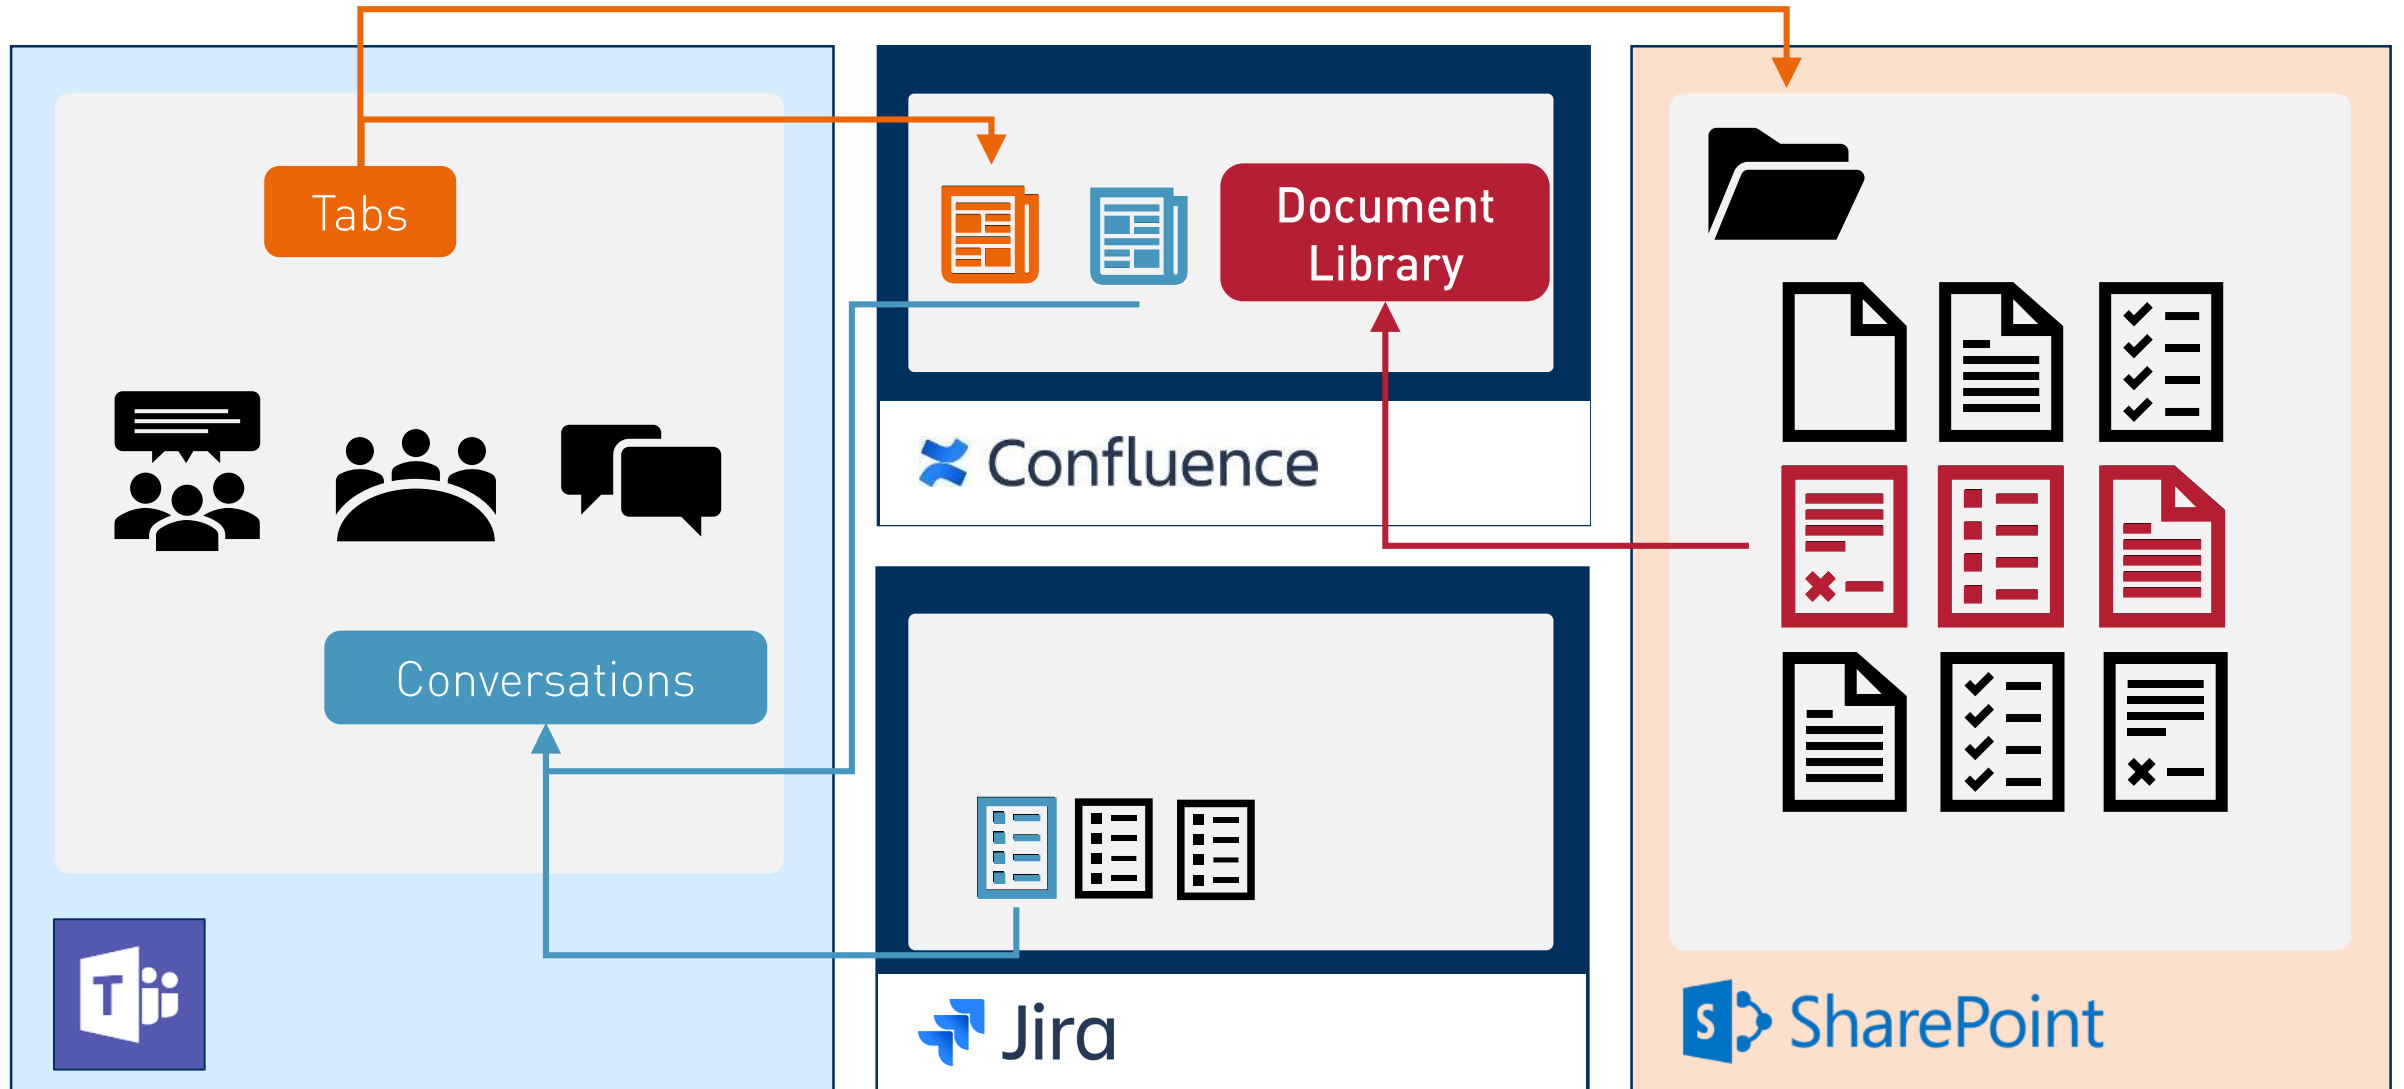 Tabs
Document
Library
Confluence
Conversations
T
Jira
S
SharePoint